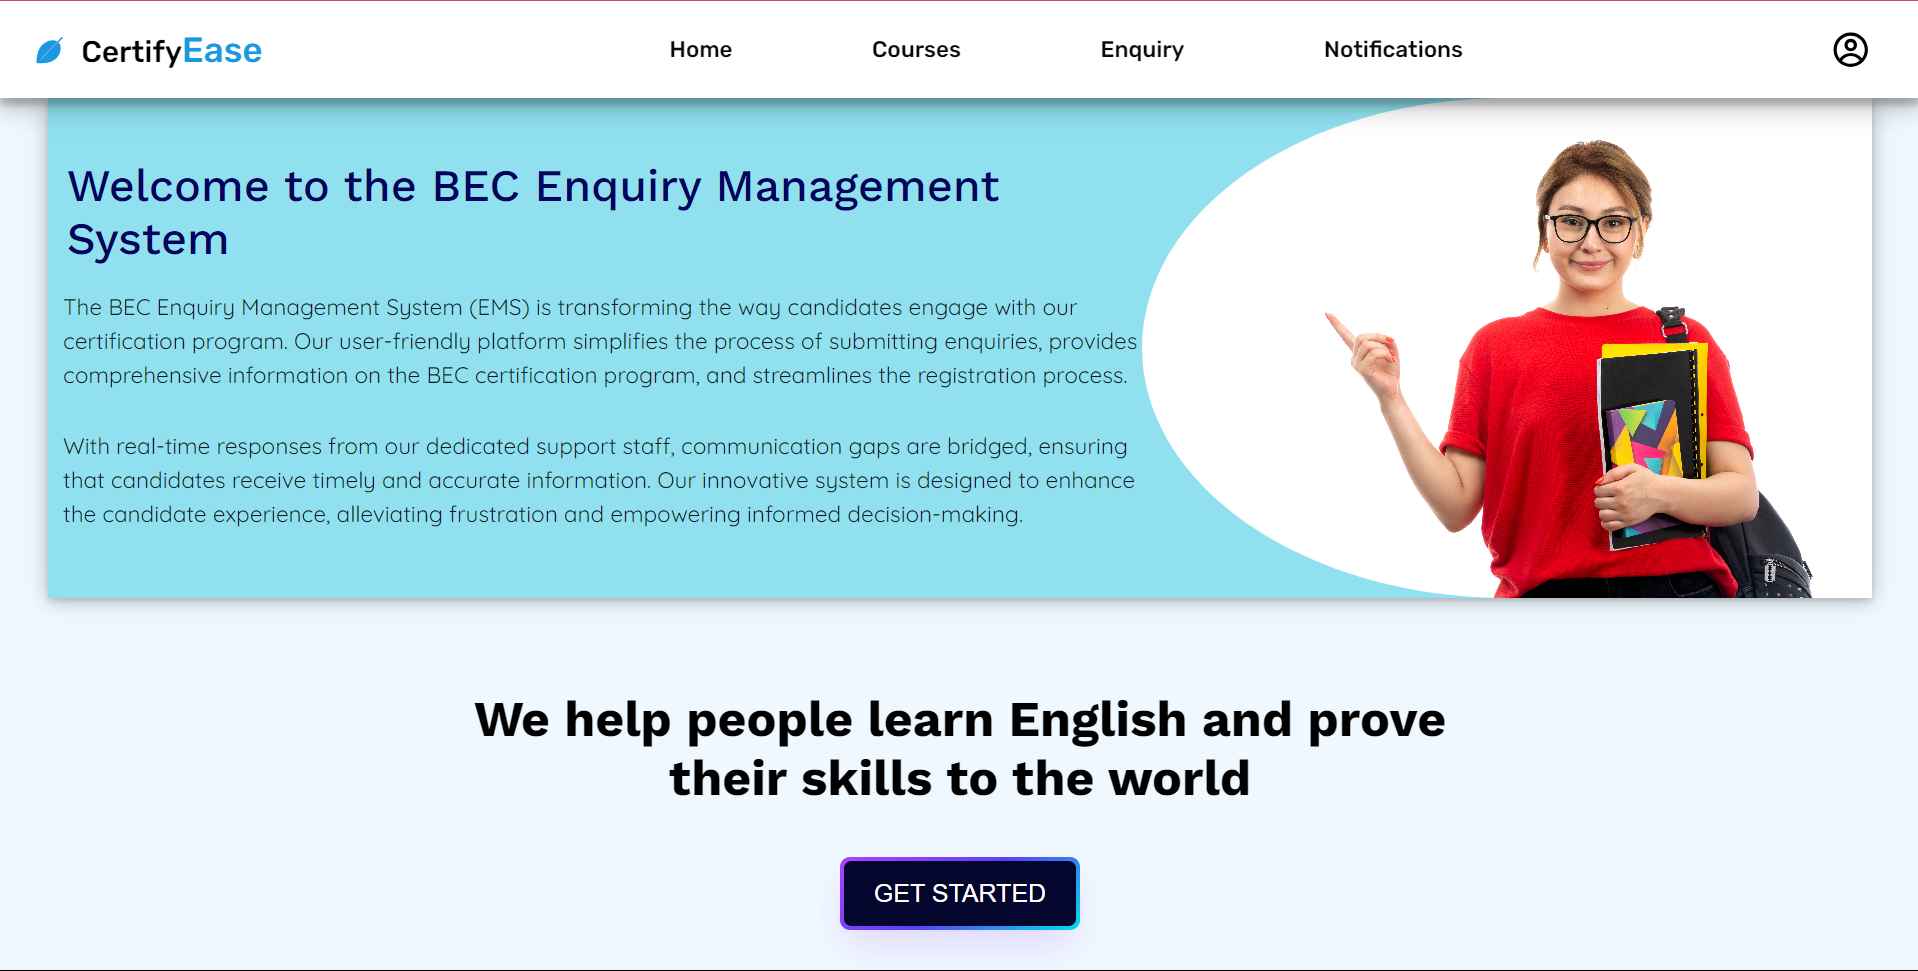 CertifyEase
Home
Courses
Enquiry
Notifications
Welcome to the BEC Enquiry Management
System
The BEC Enquiry Management System (EMS) is transforming the way candidates engage with our
certification program. Our user-friendly platform simplifies the process of submitting enquiries, provides
comprehensive information on the BEC certification program, and streamlines the registration process.
With real-time responses from our dedicated support staff, communication gaps are bridged, ensuring
that candidates receive timely and accurate information. Our innovative system is designed to enhance
the candidate experience, alleviating frustration and empowering informed decision-making.
We help people learn English and prove
their skills to the world
GET STARTED